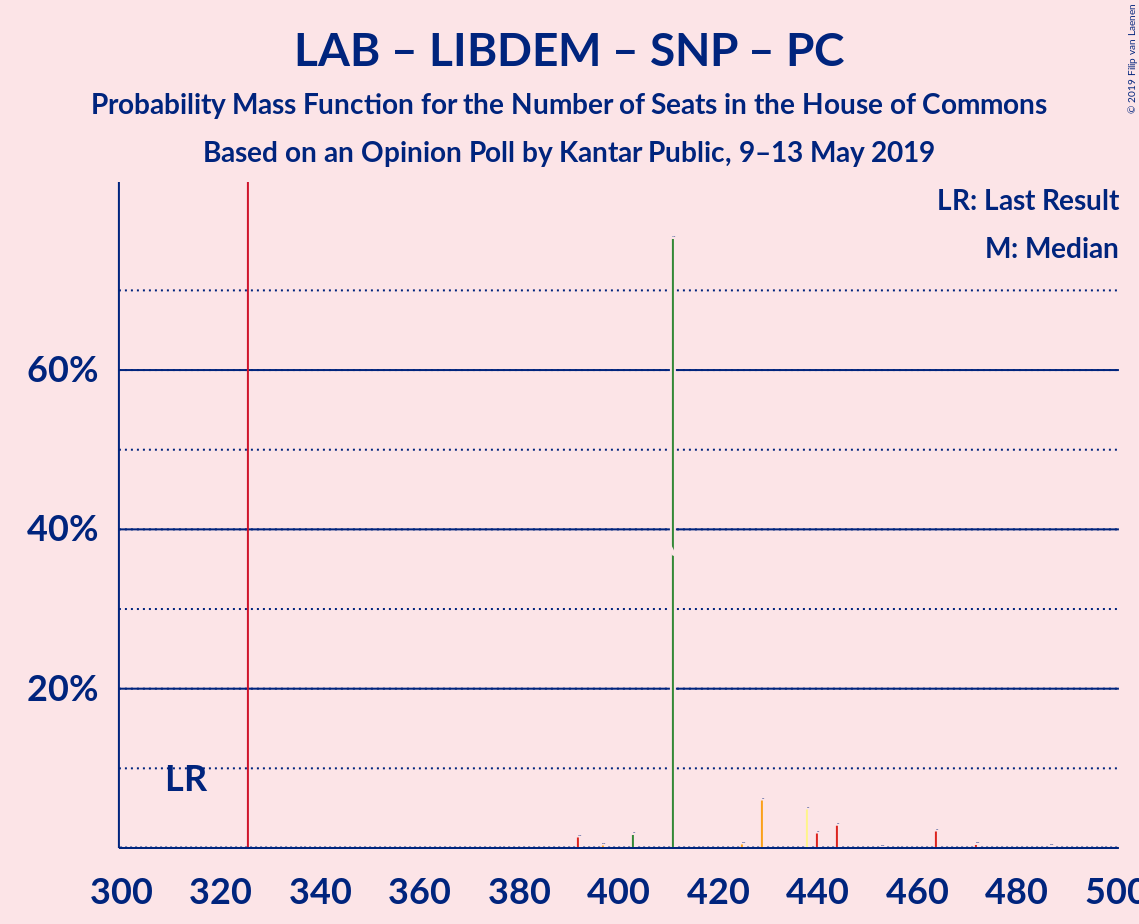 LAB – LIBDEM – SNP – PC
Probability Mass Function for the Number of Seats in the House of Commons
Based on an Opinion Poll by Kantar Public, 9–13 May 2019
© 2019 Filip van Laenen
LR: Last Result
M: Median
60%
40%
20%
LR
300 320 340 360 380 400 420 440 460 480 500